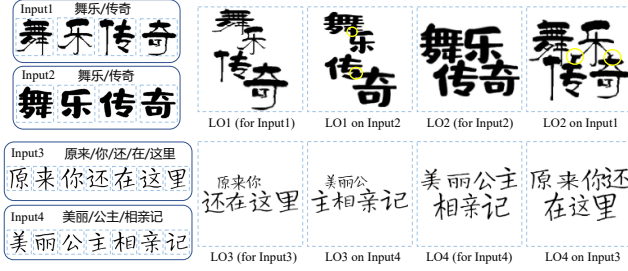 Input1 舞乐/传奇
舞乐传奇
Input2 舞乐/传奇
舞乐传奇
舞
乐
传
奇
LO1 (for Input1)
舞
乐
传
奇
LO1 on Input2
舞乐
传奇
LO2 (for Input2)
舞乐
传奇
LO2 on Input1
Input3 原来/你/还/在/这里
原来你还在这里
Input4 美丽/公主/相亲记
美丽公主相亲记
原来你
还在这里
LO3 (for Input3)
美丽公
主相亲记
LO3 on Input4
美丽公主
相亲记
LO4 (for Input4)
原来你还
在这里
LO4 on Input3